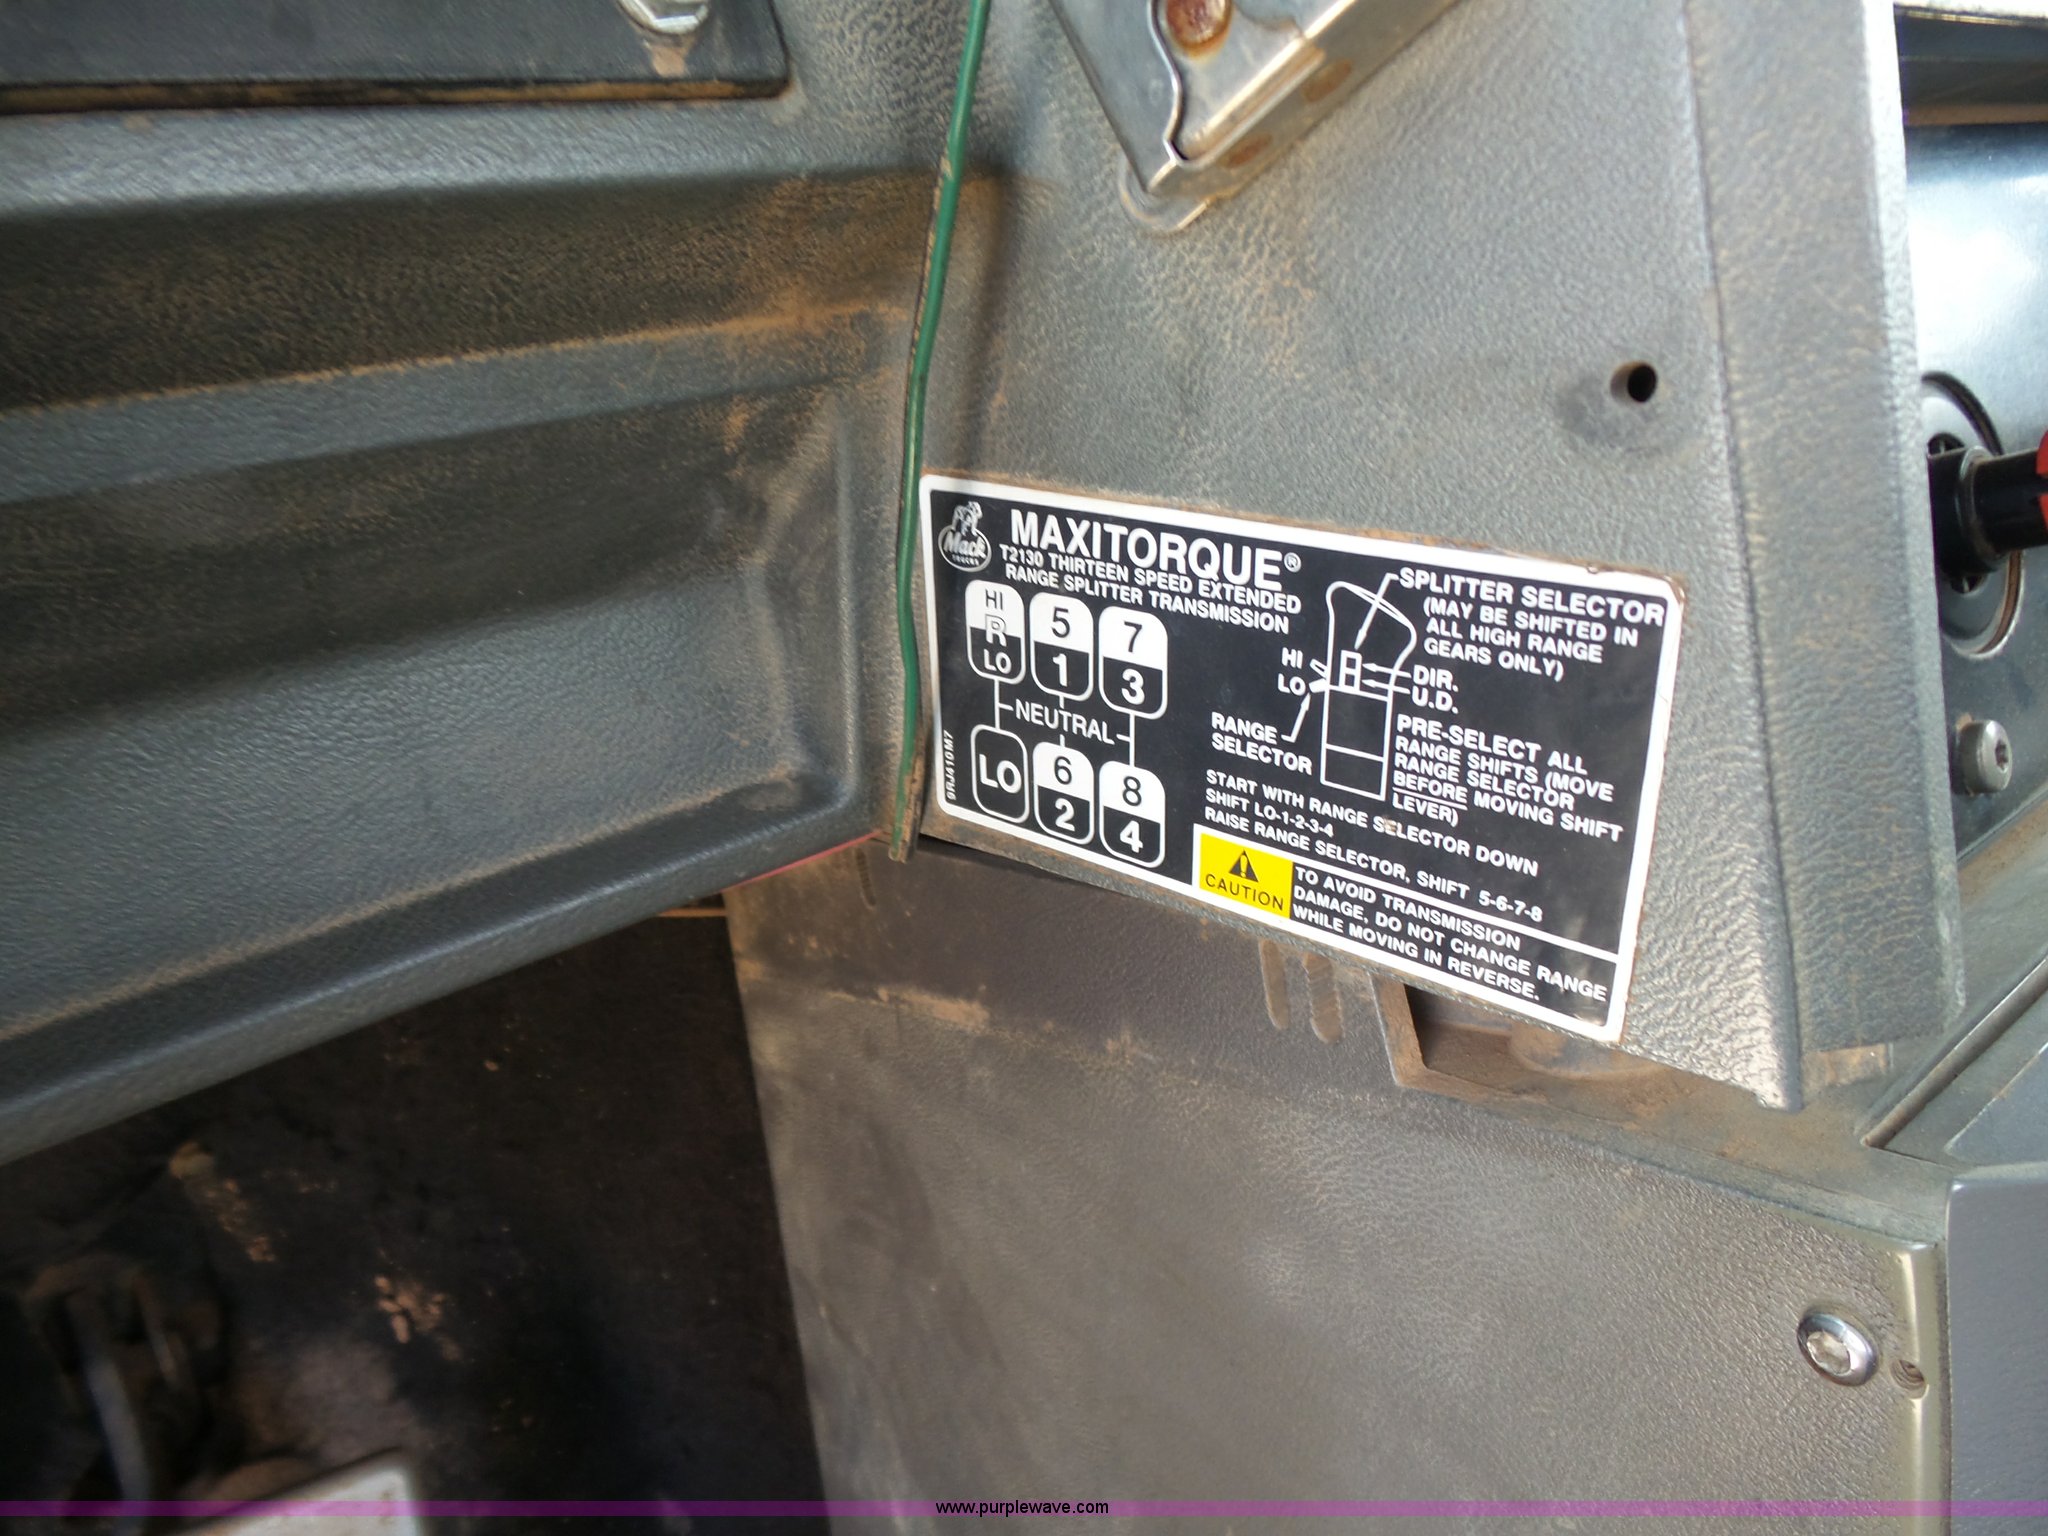 Mack
TRUCKS
MAXITORQUE®
T2130 THIRTEEN SPEED EXTENDED
RANGE SPLITTER TRANSMISSION
HI
R
LO
5
1
7
3
NEUTRAL
LO
6
2
8
4
9RJ410M7
SPLITTER SELECTOR
(MAY BE SHIFTED IN
ALL HIGH RANGE
GEARS ONLY)
HI
LO
DIR.
U.D.
RANGE
SELECTOR
PRE-SELECT ALL
RANGE SHIFTS (MOVE
RANGE SELECTOR
BEFORE MOVING SHIFT
LEVER)
START WITH RANGE SELECTOR DOWN
SHIFT LO-1-2-3-4
RAISE RANGE SELECTOR, SHIFT 5-6-7-8
CAUTION
TO AVOID TRANSMISSION
DAMAGE, DO NOT CHANGE RANGE
WHILE MOVING IN REVERSE.
www.purplewave.com